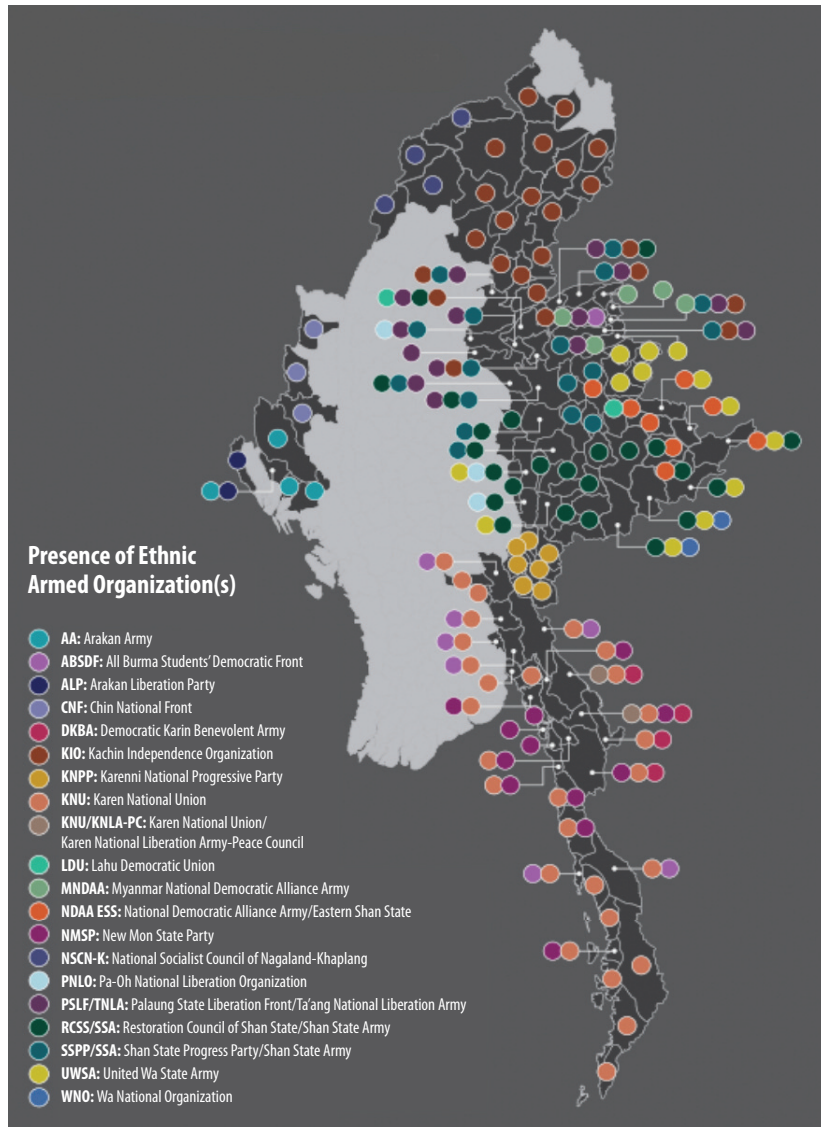 Presence of Ethnic
Armed Organization(s)
AA: Arakan Army
ABSDF: All Burma Students' Democratic Front
ALP: Arakan Liberation Party
CNF: Chin National Front
DKBA: Democratic Karin Benevolent Army
KIO: Kachin Independence Organization
KNPP: Karenni National Progressive Party
KNU: Karen National Union
KNU/KNLA-PC: Karen National Union/
Karen National Liberation Army-Peace Council
LDU: Lahu Democratic Union
MNDAA: Myanmar National Democratic Alliance Army
NDAA ESS: National Democratic Alliance Army/Eastern Shan State
NMSP: New Mon State Party
NSCN-K: National Socialist Council of Nagaland-Khaplang
PNLO: Pa-Oh National Liberation Organization
PSLF/TNLA: Palaung State Liberation Front/Ta'ang National Liberation Army
RCSS/SSA: Restoration Council of Shan State/Shan State Army
SSPP/SSA: Shan State Progress Party/Shan State Army
UWSA: United Wa State Army
WNO: Wa National Organization